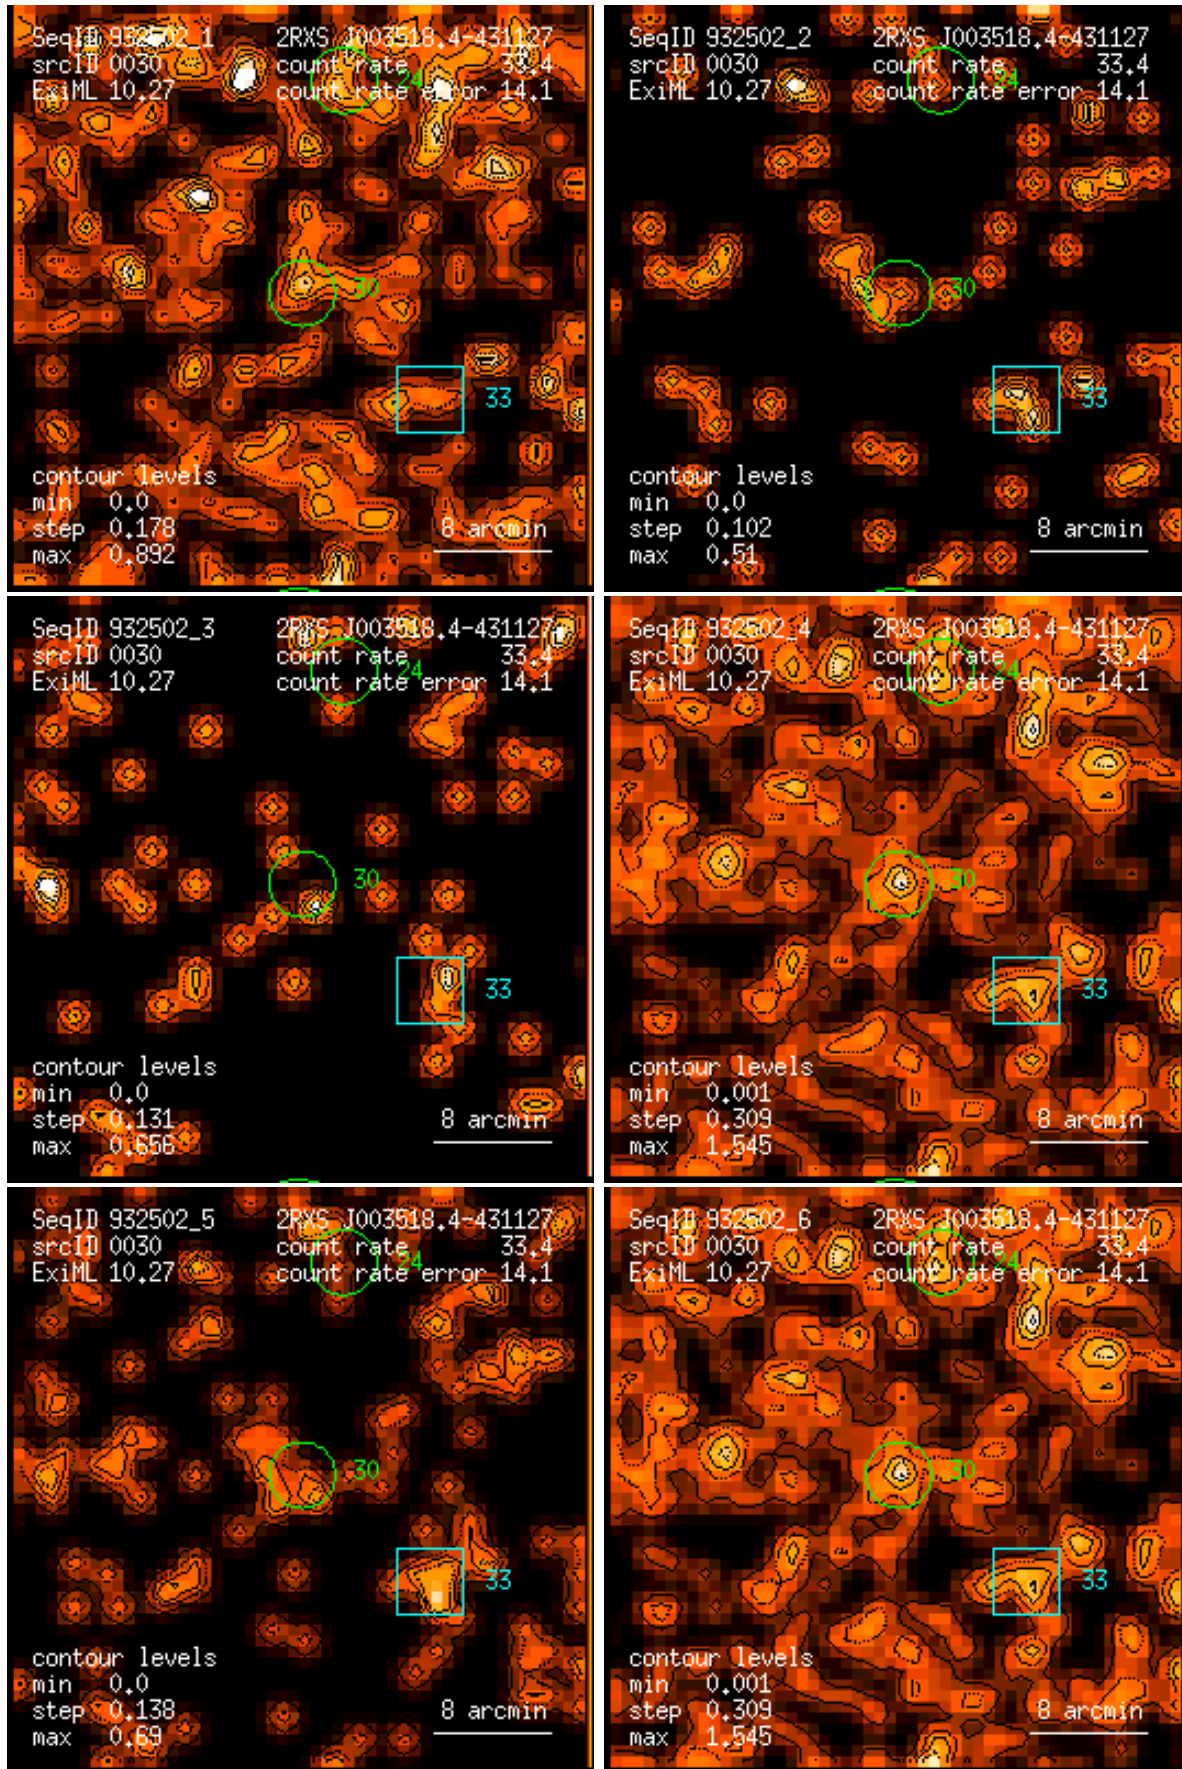 SeqID 932502_1 2RXS J003518.4-431127
srcID 0030 count rate 33.4
ExiML 10.27 count rate error 14.1
24
30
33
contour levels
min 0.0
step 0.178 8 arcmin
max 0.892
SeqID 932502_2 2RXS J003518.4-431127
srcID 0030 count rate 33.4
ExiML 10.27 count rate error 14.1
24
30
33
contour levels
min 0.0
step 0.102 8 arcmin
max 0.51
SeqID 932502_3 2RXS J003518.4-431127
srcID 0030 count rate 33.4
ExiML 10.27 count rate error 14.1
24
30
33
contour levels
min 0.0
step 0.131 8 arcmin
max 0.656
SeqID 932502_4 2RXS J003518.4-431127
srcID 0030 count rate 33.4
ExiML 10.27 count rate error 14.1
24
30
33
contour levels
min 0.001
step 0.309 8 arcmin
max 1.545
SeqID 932502_5 2RXS J003518.4-431127
srcID 0030 count rate 33.4
ExiML 10.27 count rate error 14.1
24
30
33
contour levels
min 0.0
step 0.138 8 arcmin
max 0.69
SeqID 932502_6 2RXS J003518.4-431127
srcID 0030 count rate 33.4
ExiML 10.27 count rate error 14.1
24
30
33
contour levels
min 0.001
step 0.309 8 arcmin
max 1.545